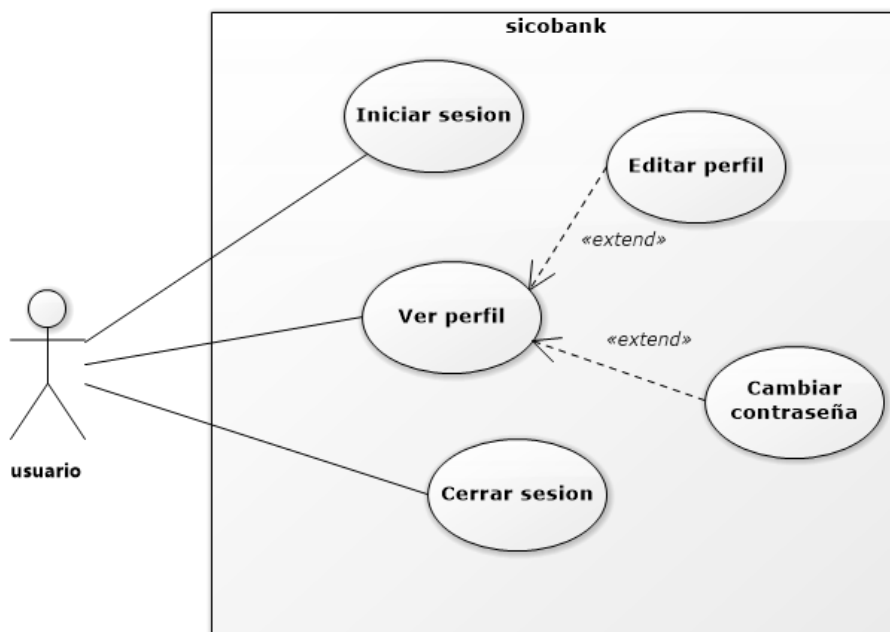 sicobank
Iniciar sesion
Editar perfil
«extend»
Ver perfil
«extend»
Cambiar
contraseña
usuario
Cerrar sesion